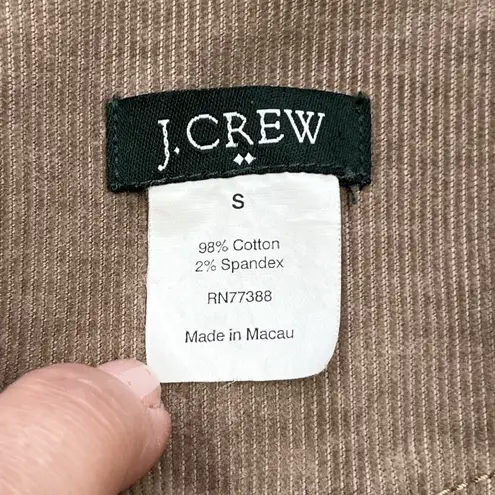 J.CREW
S
98% Cotton
2% Spandex
RN77388
Made in Macau